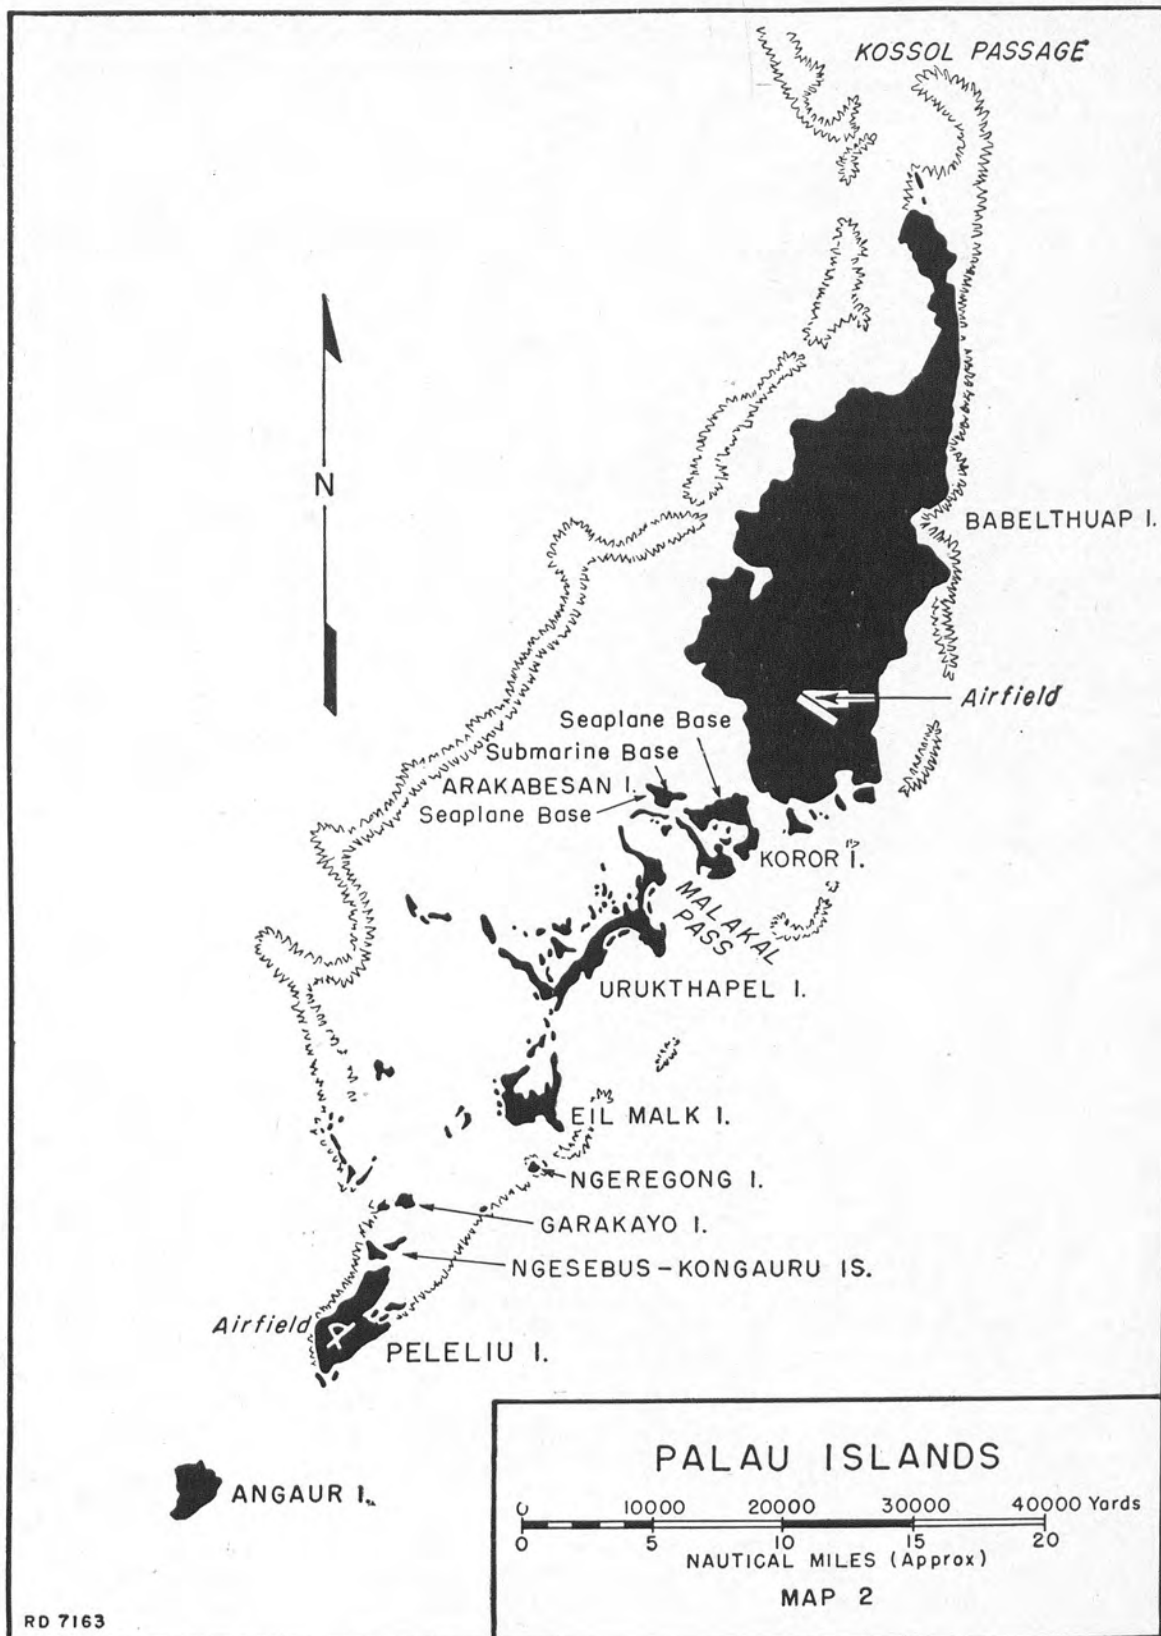 KOSSOL PASSAGE
N
BABELTHUAP I.
Airfield
Seaplane Base
Submarine Base
ARAKABESAN I.
Seaplane Base
KOROR I.
MALAKAL
PASS
URUKTHAPEL I.
EIL MALK I.
NGEREGONG I.
GARAKAYO I.
NGESEBUS-KONGAURU IS.
Airfield
PELELIU I.
ANGAUR I.
PALAU ISLANDS
0 10000 20000 30000 40000 Yards
0 5 10 15 20
NAUTICAL MILES (Approx)
MAP 2
RD 7163